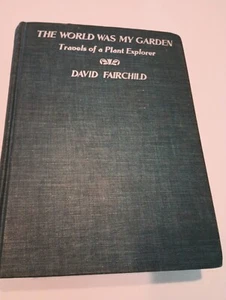 THE WORLD WAS MY GARDEN
Travels of a Plant Explorer
DAVID FAIRCHILD